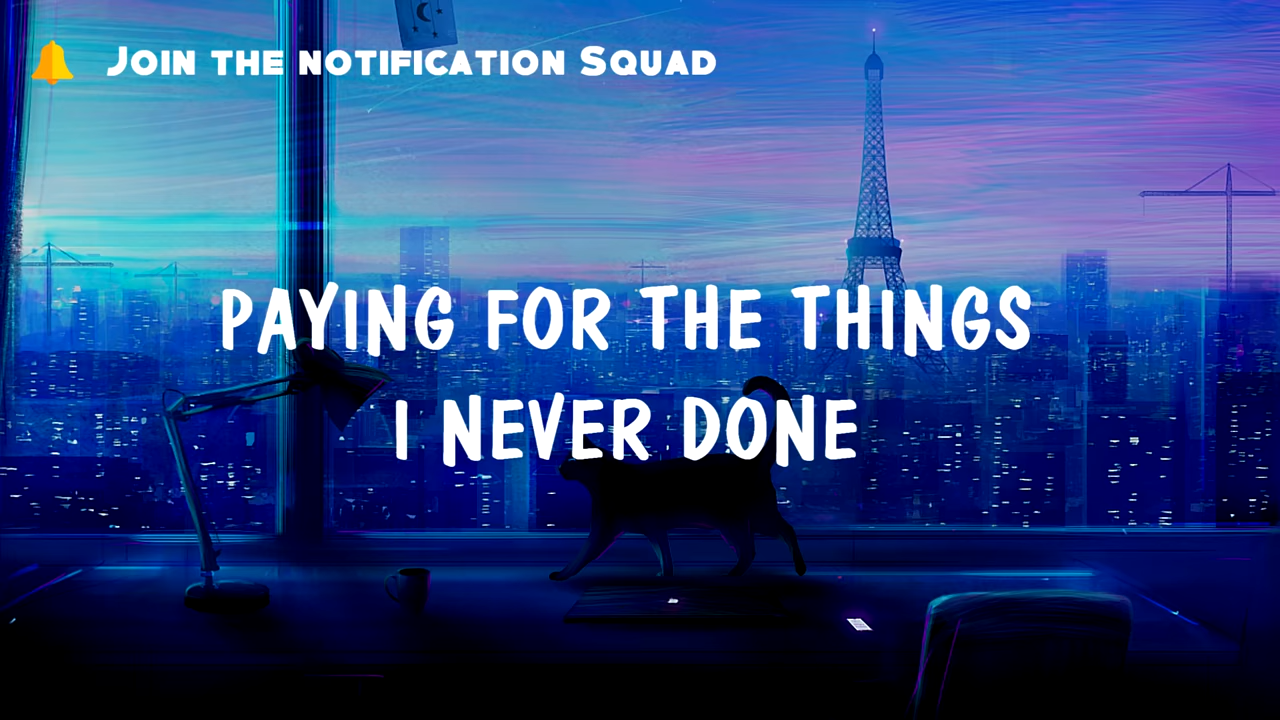 Join the notification Squad
PAYING FOR THE THINGS
I NEVER DONE